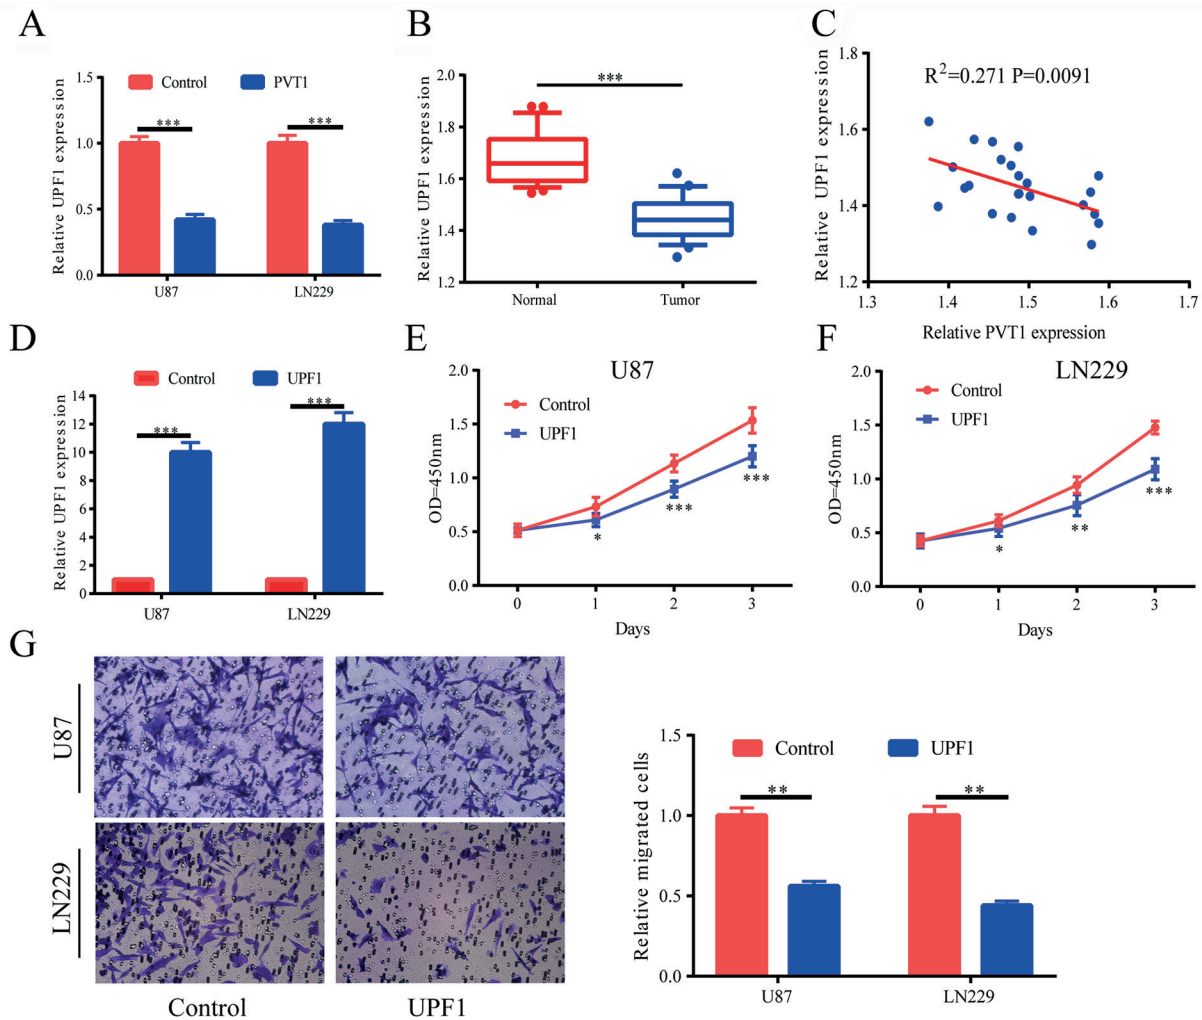 A
Relative UPF1 expression
Control PVT1
1.5
1.0
0.5
0.0
*** ***
U87 LN229
B
Relative UPF1 expression
2.0
1.8
1.6
1.4
1.2
***
Normal Tumor
C
Relative UPF1 expression
1.8
1.6
1.4
1.2
R²=0.271 P=0.0091
1.3 1.4 1.5 1.6 1.7
Relative PVT1 expression
D
Relative UPF1 expression
Control UPF1
14
12
10
8
6
4
2
0
*** ***
U87 LN229
E
U87
OD=450nm
2.0
1.5
1.0
0.5
0.0
Control
UPF1
* *** ***
0 1 2 3
Days
F
LN229
OD=450nm
2.0
1.5
1.0
0.5
0.0
Control
UPF1
* ** ***
0 1 2 3
Days
G
U87
LN229
Control UPF1
Relative migrated cells
Control UPF1
1.5
1.0
0.5
0.0
** **
U87 LN229